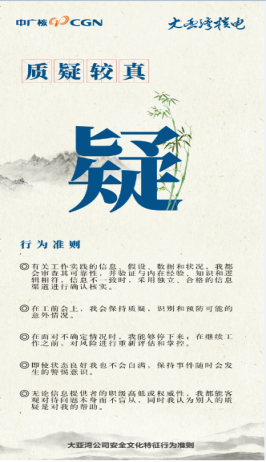 中广核 CGN
大亚湾核电
质疑较真
疑
行为准则
◎有关工作实践的信息、假设、数据和状况,我都
会审查其可靠性,并验证与内在经验、知识和逻
辑相符,信息不一致时,采用独立、合格的信息
渠道进行确认核实。
◎在工前会上,我会保持质疑,识别和预防可能的
意外情况。
◎在面对不确定情况时,我能够停下来;在继续工
作之前,对风险进行重新评估和掌控。
◎即使状态良好我也不会自满,保持事件随时会发
生的警惕意识。
◎无论信息提供者的职级高低或权威性,我都能客
观对待问题本身而不盲从,同时我认为别人的质
疑是对我的帮助。
大亚湾公司安全文化特征行为准则